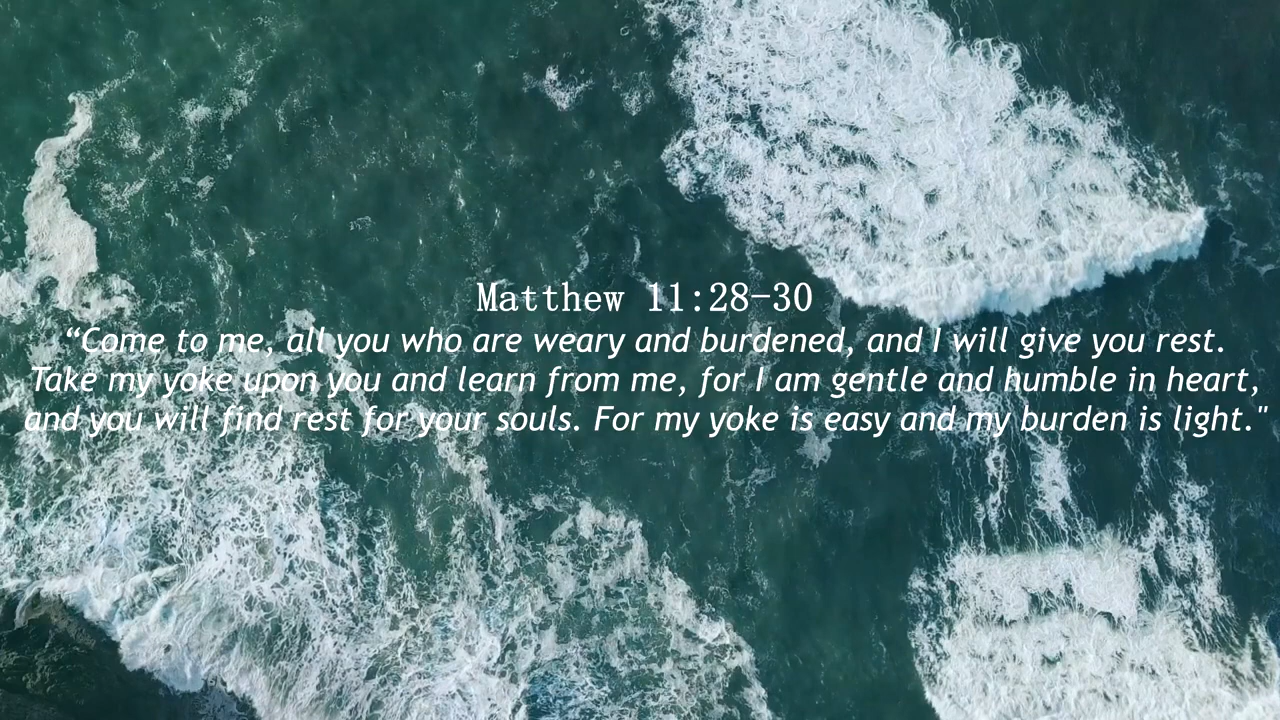 Matthew 11:28-30
“Come to me, all you who are weary and burdened, and I will give you rest.
Take my yoke upon you and learn from me, for I am gentle and humble in heart,
and you will find rest for your souls. For my yoke is easy and my burden is light."